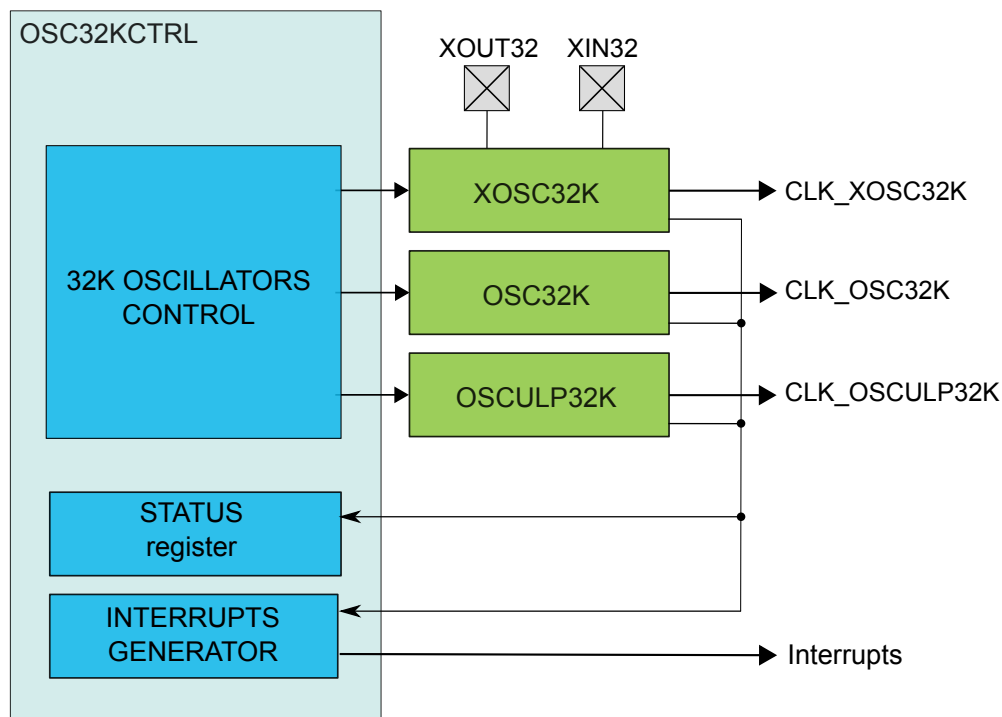 OSC32KCTRL
XOUT32
XIN32
32K OSCILLATORS
CONTROL
XOSC32K
CLK_XOSC32K
OSC32K
CLK_OSC32K
OSCULP32K
CLK_OSCULP32K
STATUS
register
INTERRUPTS
GENERATOR
Interrupts